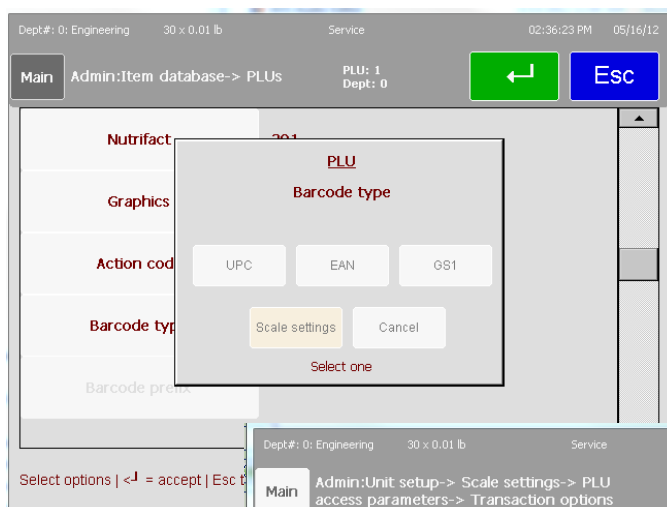 Dept#: 0: Engineering 30 x 0.01 lb Service 02:36:23 PM 05/16/12
Main Admin:Item database-> PLUs PLU: 1 Esc
Dept: 0
Nutrifact
PLU
Graphics Barcode type
Action cod UPC EAN GS1
Barcode typ Scale settings Cancel
Select one
Barcode prefix
Dept#: 0: Engineering 30 x 0.01 lb Service
Select options | <┘ = accept | Esc t
Main Admin:Unit setup-> Scale settings-> PLU
access parameters-> Transaction options